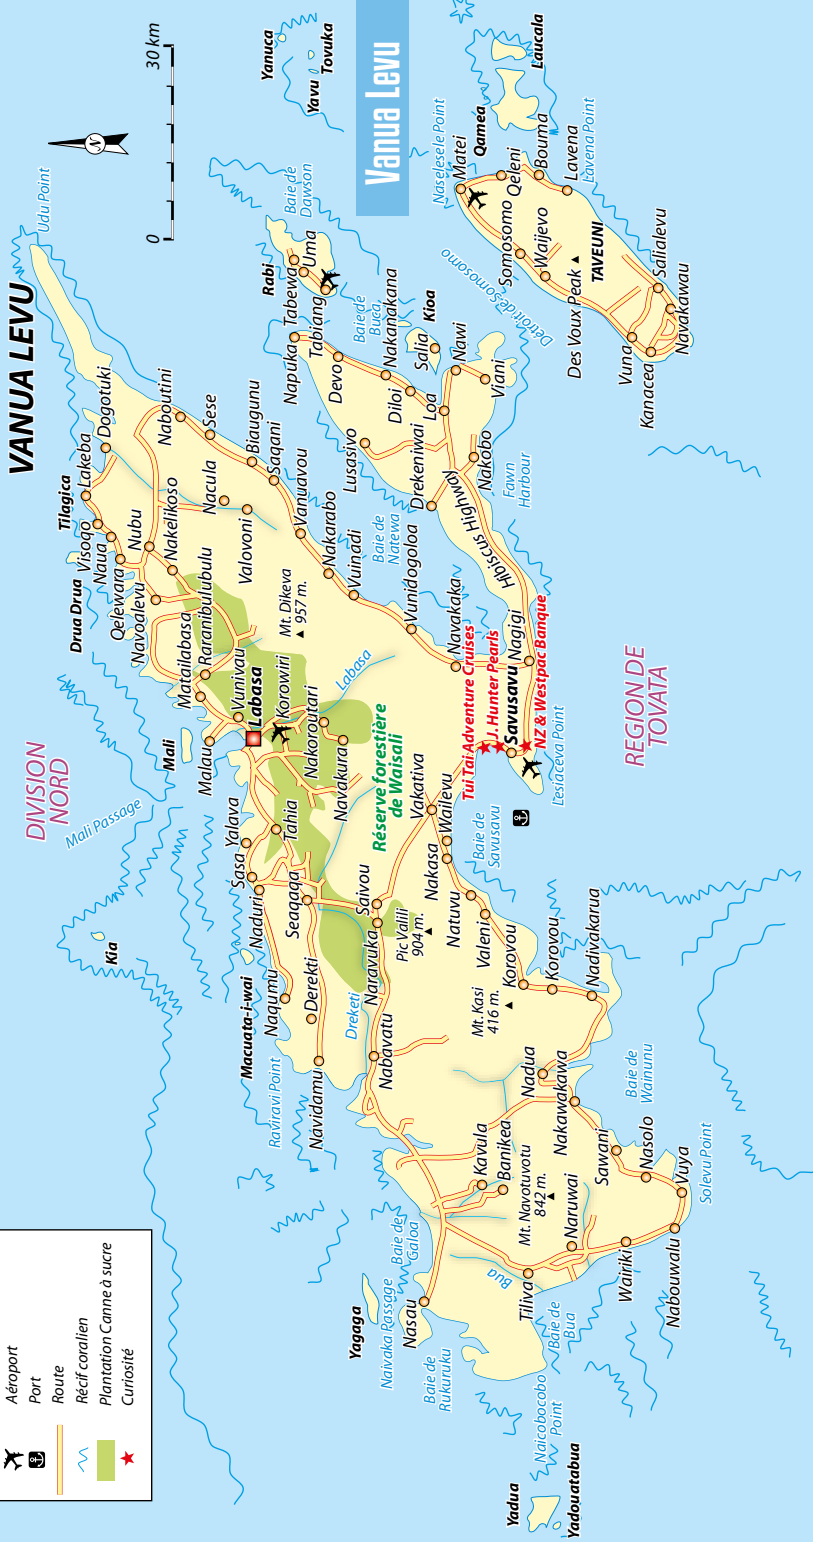 VANUA LEVU
Vanua Levu
0
30 km
N
Aéroport
Port
Route
Récif coralien
Plantation Canne à sucre
Curiosité
DIVISION
NORD
REGION DE
TOVATA
Udu Point
Yanuca
Yavu
Tovuka
Laucala
Qamea
Naselesele Point
Matei
Qeleni
Bouma
Lavena
Lavena Point
Somosomo
Waijevo
Des Voux Peak
TAVEUNI
Salialevu
Navakawau
Vuna
Kanacea
Détroit de somosomo
Baie de
Dawson
Rabi
Tabewa
Uma
Tabiang
Baie de
Buca
Kioa
Salia
Napuka
Devo
Nakanakana
Diloi
Loa
Nawi
Viani
Lusasivo
Drekeniwai
Nakobo
Fawn
Harbour
Hibiscus Highway
Baie de
Natewa
Dogotuki
Lakeba
Tilagica
Visoqo
Naua
Drua Drua
Qelewara
Navodalevu
Nubu
Nakelikoso
Naboutini
Sese
Biaugunu
Saqani
Nacula
Valovoni
Vanuavou
Nakarabo
Vuinadi
Vunidogoloa
Navakaka
Nagigi
Mt. Dikeva
957 m.
Raranibulubulu
Matailabasa
Vunivau
Labasa
Korowiri
Labasa
Nakoroutari
Navakura
Malau
Mali
Mali Passage
Réserve forestière
de Waisali
Tui Tai Adventure Cruises
J. Hunter Pearls
Savusavu
NZ & Westpac Banque
Lesiaceva Point
Baie de
Savusavu
Vakativa
Wailevu
Nakasa
Natuvu
Valeni
Korovou
Korovou
Nadivakarua
Tahia
Yalava
Sasa
Naduri
Seaqaqa
Saivou
Naravuka
Pic Valili
904 m.
Kia
Macuata-i-wai
Naqumu
Derekti
Dreketi
Navidamu
Raviravi Point
Nabavatu
Mt. Kasi
416 m.
Nadua
Nakawakawa
Baie de
Wainunu
Sawani
Nasolo
Vuya
Solevu Point
Kavula
Banikea
Mt. Navotuvotu
842 m.
Naruwai
Wairiki
Nabouwalu
Tiliva
Bua
Baie de
Bua
Baie de
Galoa
Naivaka Passage
Yagaga
Nasau
Baie de
Rukuruku
Naicobocobo
Point
Yadua
Yadouatabua